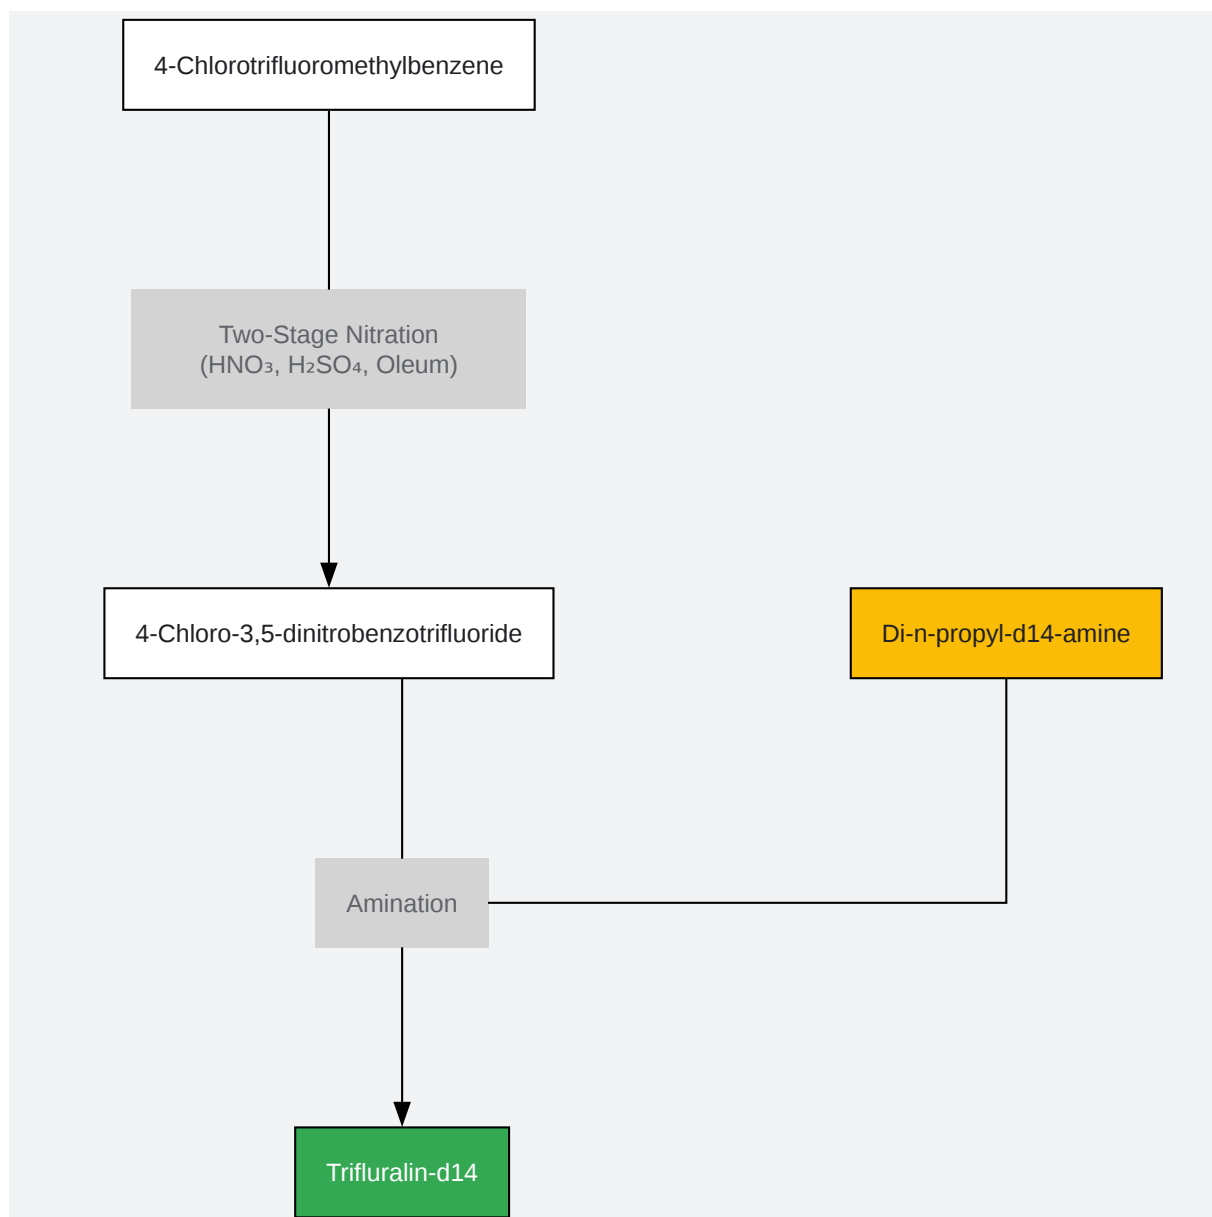 4-Chlorotrifluoromethylbenzene
Two-Stage Nitration
(HNO₃, H₂SO₄, Oleum)
4-Chloro-3,5-dinitrobenzotrifluoride
Di-n-propyl-d14-amine
Amination
Trifluralin-d14